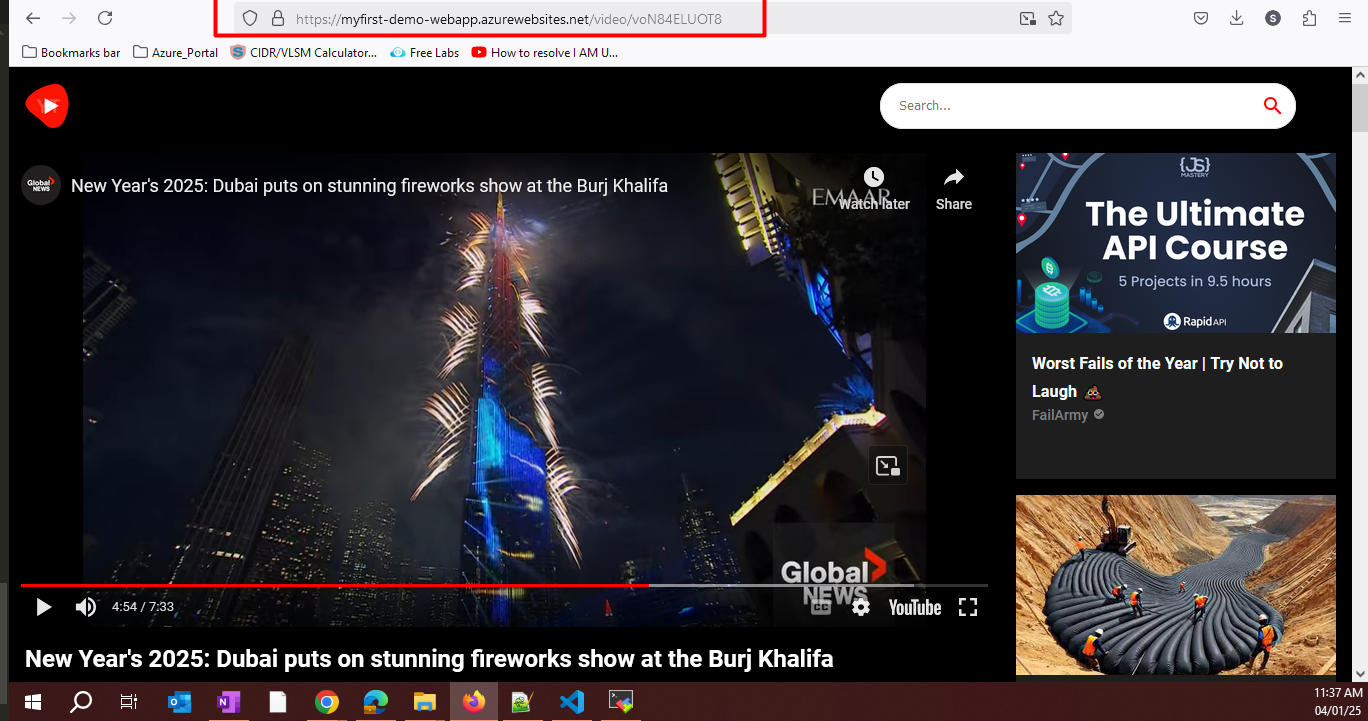 https://myfirst-demo-webapp.azurewebsites.net/video/voN84ELUOT8
S
Bookmarks bar
Azure_Portal
CIDR/VLSM Calculator...
Free Labs
How to resolve I AM U...
Search...
Global NEWS
New Year's 2025: Dubai puts on stunning fireworks show at the Burj Khalifa
EMAAR
Watch later
Share
{JS}
MASTERY
The Ultimate
API Course
5 Projects in 9.5 hours
Rapid API
Worst Fails of the Year | Try Not to
Laugh 💩
FailArmy
Global
NEWS
CC
4:54 / 7:33
YouTube
New Year's 2025: Dubai puts on stunning fireworks show at the Burj Khalifa
11:37 AM
04/01/25